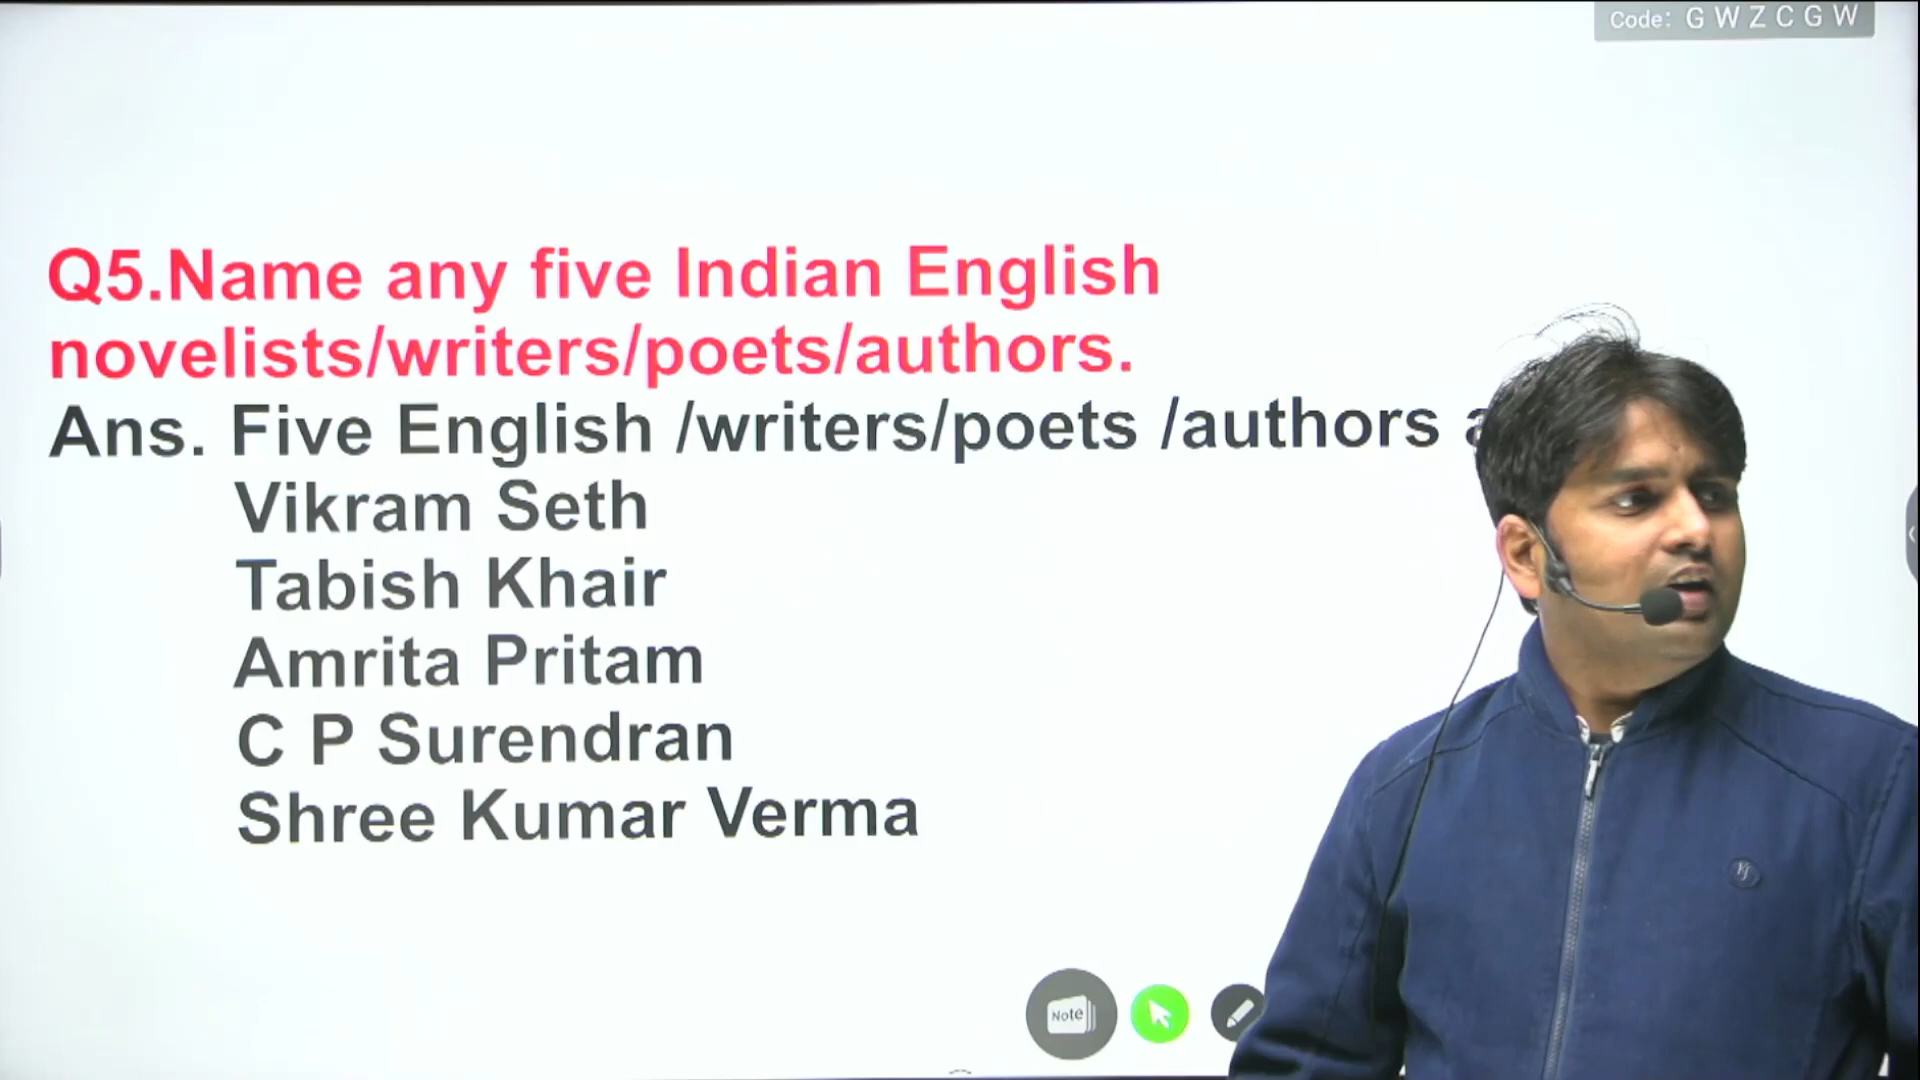 Code: G W Z C G W
Q5.Name any five Indian English
novelists/writers/poets/authors.
Ans. Five English /writers/poets /authors
Vikram Seth
Tabish Khair
Amrita Pritam
C P Surendran
Shree Kumar Verma
Note